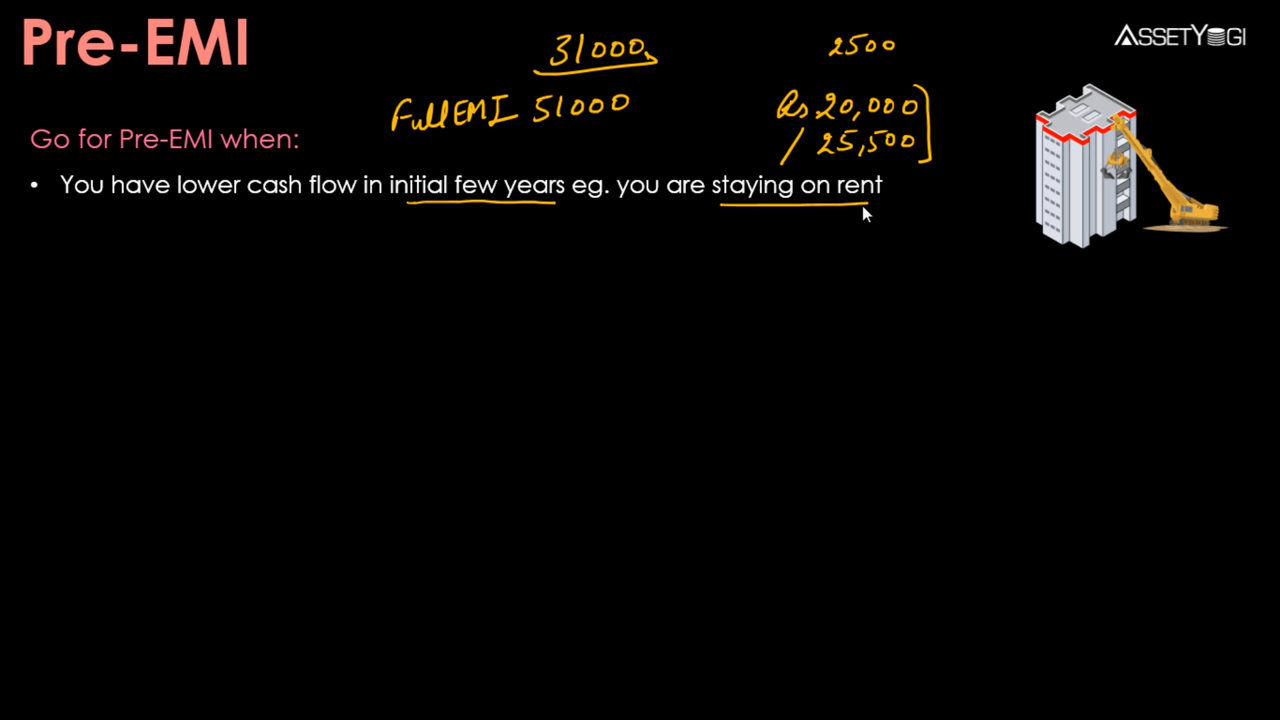 Pre-EMI
31000
2500
ASSETYOGI
Full EMI 51000
Rs 20,000
/ 25,500
Go for Pre-EMI when:
• You have lower cash flow in initial few years eg. you are staying on rent